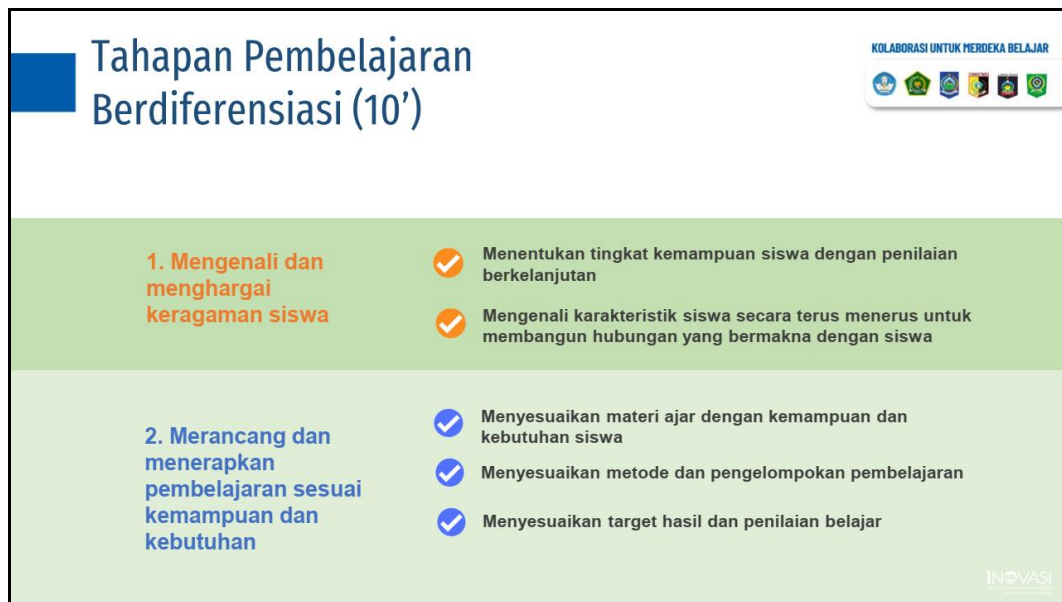 Tahapan Pembelajaran
Berdiferensiasi (10’)
KOLABORASI UNTUK MERDEKA BELAJAR
1. Mengenali dan
menghargai
keragaman siswa
Menentukan tingkat kemampuan siswa dengan penilaian
berkelanjutan
Mengenali karakteristik siswa secara terus menerus untuk
membangun hubungan yang bermakna dengan siswa
2. Merancang dan
menerapkan
pembelajaran sesuai
kemampuan dan
kebutuhan
Menyesuaikan materi ajar dengan kemampuan dan
kebutuhan siswa
Menyesuaikan metode dan pengelompokan pembelajaran
Menyesuaikan target hasil dan penilaian belajar
INOVASI